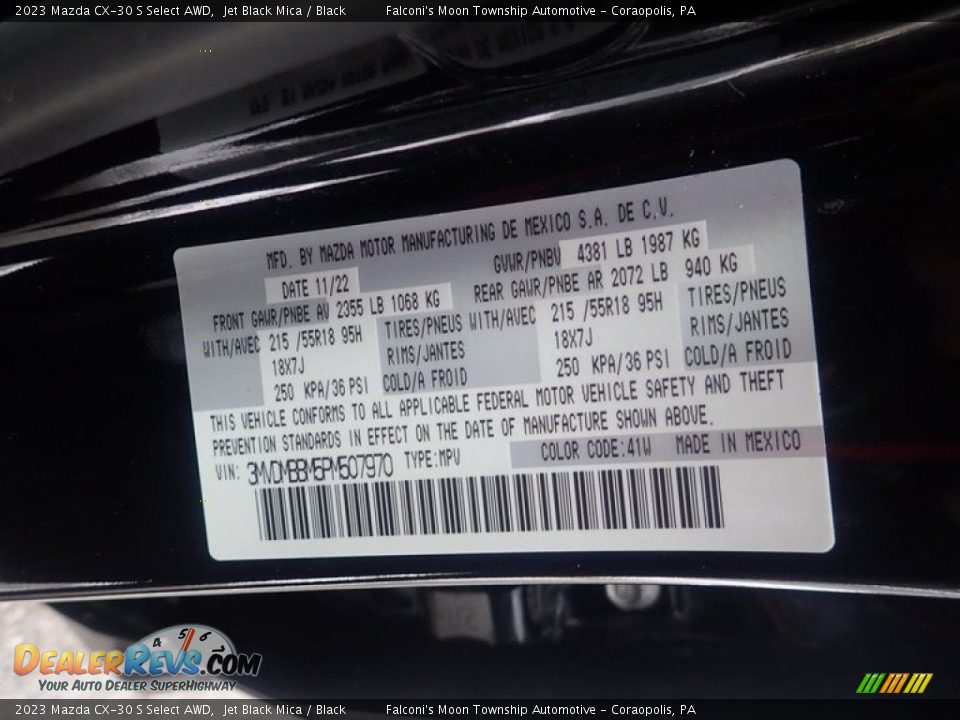 2023 Mazda CX-30 S Select AWD, Jet Black Mica / Black Falconi's Moon Township Automotive - Coraopolis, PA
MFD. BY MAZDA MOTOR MANUFACTURING DE MEXICO S.A. DE C.V.
DATE 11/22 GVWR/PNBV 4381 LB 1987 KG
FRONT GAWR/PNBE AV 2355 LB 1068 KG REAR GAWR/PNBE AR 2072 LB 940 KG
WITH/AVEC 215 /55R18 95H TIRES/PNEUS WITH/AVEC 215 /55R18 95H TIRES/PNEUS
18X7J RIMS/JANTES 18X7J RIMS/JANTES
250 KPA/36 PSI COLD/A FROID 250 KPA/36 PSI COLD/A FROID
THIS VEHICLE CONFORMS TO ALL APPLICABLE FEDERAL MOTOR VEHICLE SAFETY AND THEFT
PREVENTION STANDARDS IN EFFECT ON THE DATE OF MANUFACTURE SHOWN ABOVE.
VIN: 3MVDMBBM5PM507970 TYPE:MPV COLOR CODE:41W MADE IN MEXICO
4 5 6
DealerRevs.com
Your Auto Dealer SuperHighway
2023 Mazda CX-30 S Select AWD, Jet Black Mica / Black Falconi's Moon Township Automotive - Coraopolis, PA